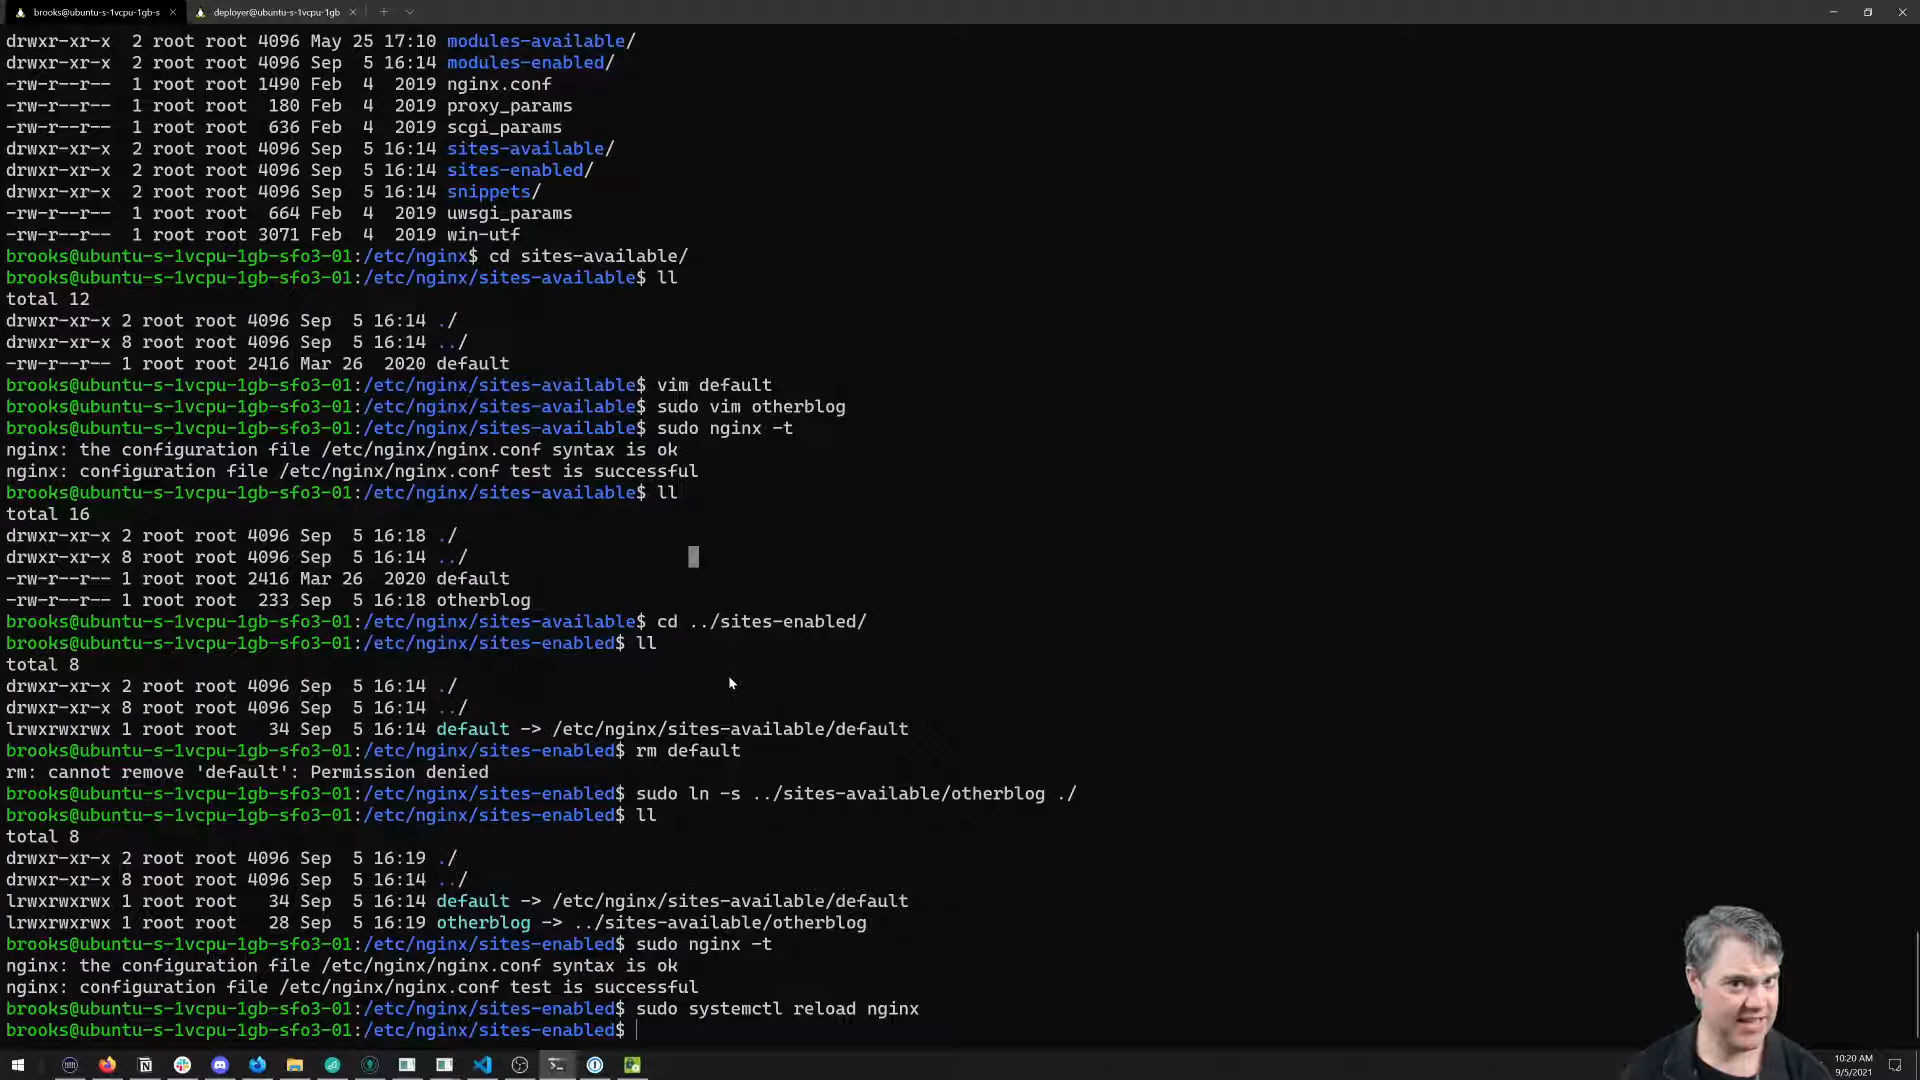 brooks@ubuntu-s-1vcpu-1gb-s
deployer@ubuntu-s-1vcpu-1gb
drwxr-xr-x  2 root root 4096 May 25 17:10 modules-available/
drwxr-xr-x  2 root root 4096 Sep  5 16:14 modules-enabled/
-rw-r--r--  1 root root 1490 Feb  4  2019 nginx.conf
-rw-r--r--  1 root root  180 Feb  4  2019 proxy_params
-rw-r--r--  1 root root  636 Feb  4  2019 scgi_params
drwxr-xr-x  2 root root 4096 Sep  5 16:14 sites-available/
drwxr-xr-x  2 root root 4096 Sep  5 16:14 sites-enabled/
drwxr-xr-x  2 root root 4096 Sep  5 16:14 snippets/
-rw-r--r--  1 root root  664 Feb  4  2019 uwsgi_params
-rw-r--r--  1 root root 3071 Feb  4  2019 win-utf
brooks@ubuntu-s-1vcpu-1gb-sfo3-01:/etc/nginx$ cd sites-available/
brooks@ubuntu-s-1vcpu-1gb-sfo3-01:/etc/nginx/sites-available$ ll
total 12
drwxr-xr-x 2 root root 4096 Sep  5 16:14 ./
drwxr-xr-x 8 root root 4096 Sep  5 16:14 ../
-rw-r--r-- 1 root root 2416 Mar 26  2020 default
brooks@ubuntu-s-1vcpu-1gb-sfo3-01:/etc/nginx/sites-available$ vim default
brooks@ubuntu-s-1vcpu-1gb-sfo3-01:/etc/nginx/sites-available$ sudo vim otherblog
brooks@ubuntu-s-1vcpu-1gb-sfo3-01:/etc/nginx/sites-available$ sudo nginx -t
nginx: the configuration file /etc/nginx/nginx.conf syntax is ok
nginx: configuration file /etc/nginx/nginx.conf test is successful
brooks@ubuntu-s-1vcpu-1gb-sfo3-01:/etc/nginx/sites-available$ ll
total 16
drwxr-xr-x 2 root root 4096 Sep  5 16:18 ./
drwxr-xr-x 8 root root 4096 Sep  5 16:14 ../
-rw-r--r-- 1 root root 2416 Mar 26  2020 default
-rw-r--r-- 1 root root  233 Sep  5 16:18 otherblog
brooks@ubuntu-s-1vcpu-1gb-sfo3-01:/etc/nginx/sites-available$ cd ../sites-enabled/
brooks@ubuntu-s-1vcpu-1gb-sfo3-01:/etc/nginx/sites-enabled$ ll
total 8
drwxr-xr-x 2 root root 4096 Sep  5 16:14 ./
drwxr-xr-x 8 root root 4096 Sep  5 16:14 ../
lrwxrwxrwx 1 root root   34 Sep  5 16:14 default -> /etc/nginx/sites-available/default
brooks@ubuntu-s-1vcpu-1gb-sfo3-01:/etc/nginx/sites-enabled$ rm default
rm: cannot remove 'default': Permission denied
brooks@ubuntu-s-1vcpu-1gb-sfo3-01:/etc/nginx/sites-enabled$ sudo ln -s ../sites-available/otherblog ./
brooks@ubuntu-s-1vcpu-1gb-sfo3-01:/etc/nginx/sites-enabled$ ll
total 8
drwxr-xr-x 2 root root 4096 Sep  5 16:19 ./
drwxr-xr-x 8 root root 4096 Sep  5 16:14 ../
lrwxrwxrwx 1 root root   34 Sep  5 16:14 default -> /etc/nginx/sites-available/default
lrwxrwxrwx 1 root root   28 Sep  5 16:19 otherblog -> ../sites-available/otherblog
brooks@ubuntu-s-1vcpu-1gb-sfo3-01:/etc/nginx/sites-enabled$ sudo nginx -t
nginx: the configuration file /etc/nginx/nginx.conf syntax is ok
nginx: configuration file /etc/nginx/nginx.conf test is successful
brooks@ubuntu-s-1vcpu-1gb-sfo3-01:/etc/nginx/sites-enabled$ sudo systemctl reload nginx
brooks@ubuntu-s-1vcpu-1gb-sfo3-01:/etc/nginx/sites-enabled$
10:20 AM
9/5/2021